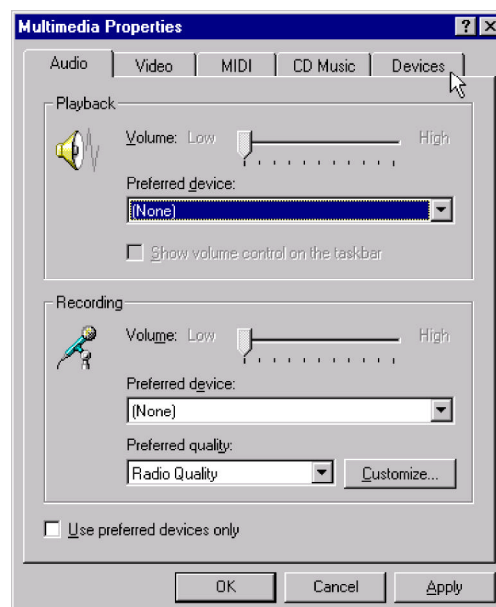 Multimedia Properties
Audio Video MIDI CD Music Devices
Playback
Volume: Low High
Preferred device:
(None)
Show volume control on the taskbar
Recording
Volume: Low High
Preferred device:
(None)
Preferred quality:
Radio Quality Customize...
Use preferred devices only
OK Cancel Apply